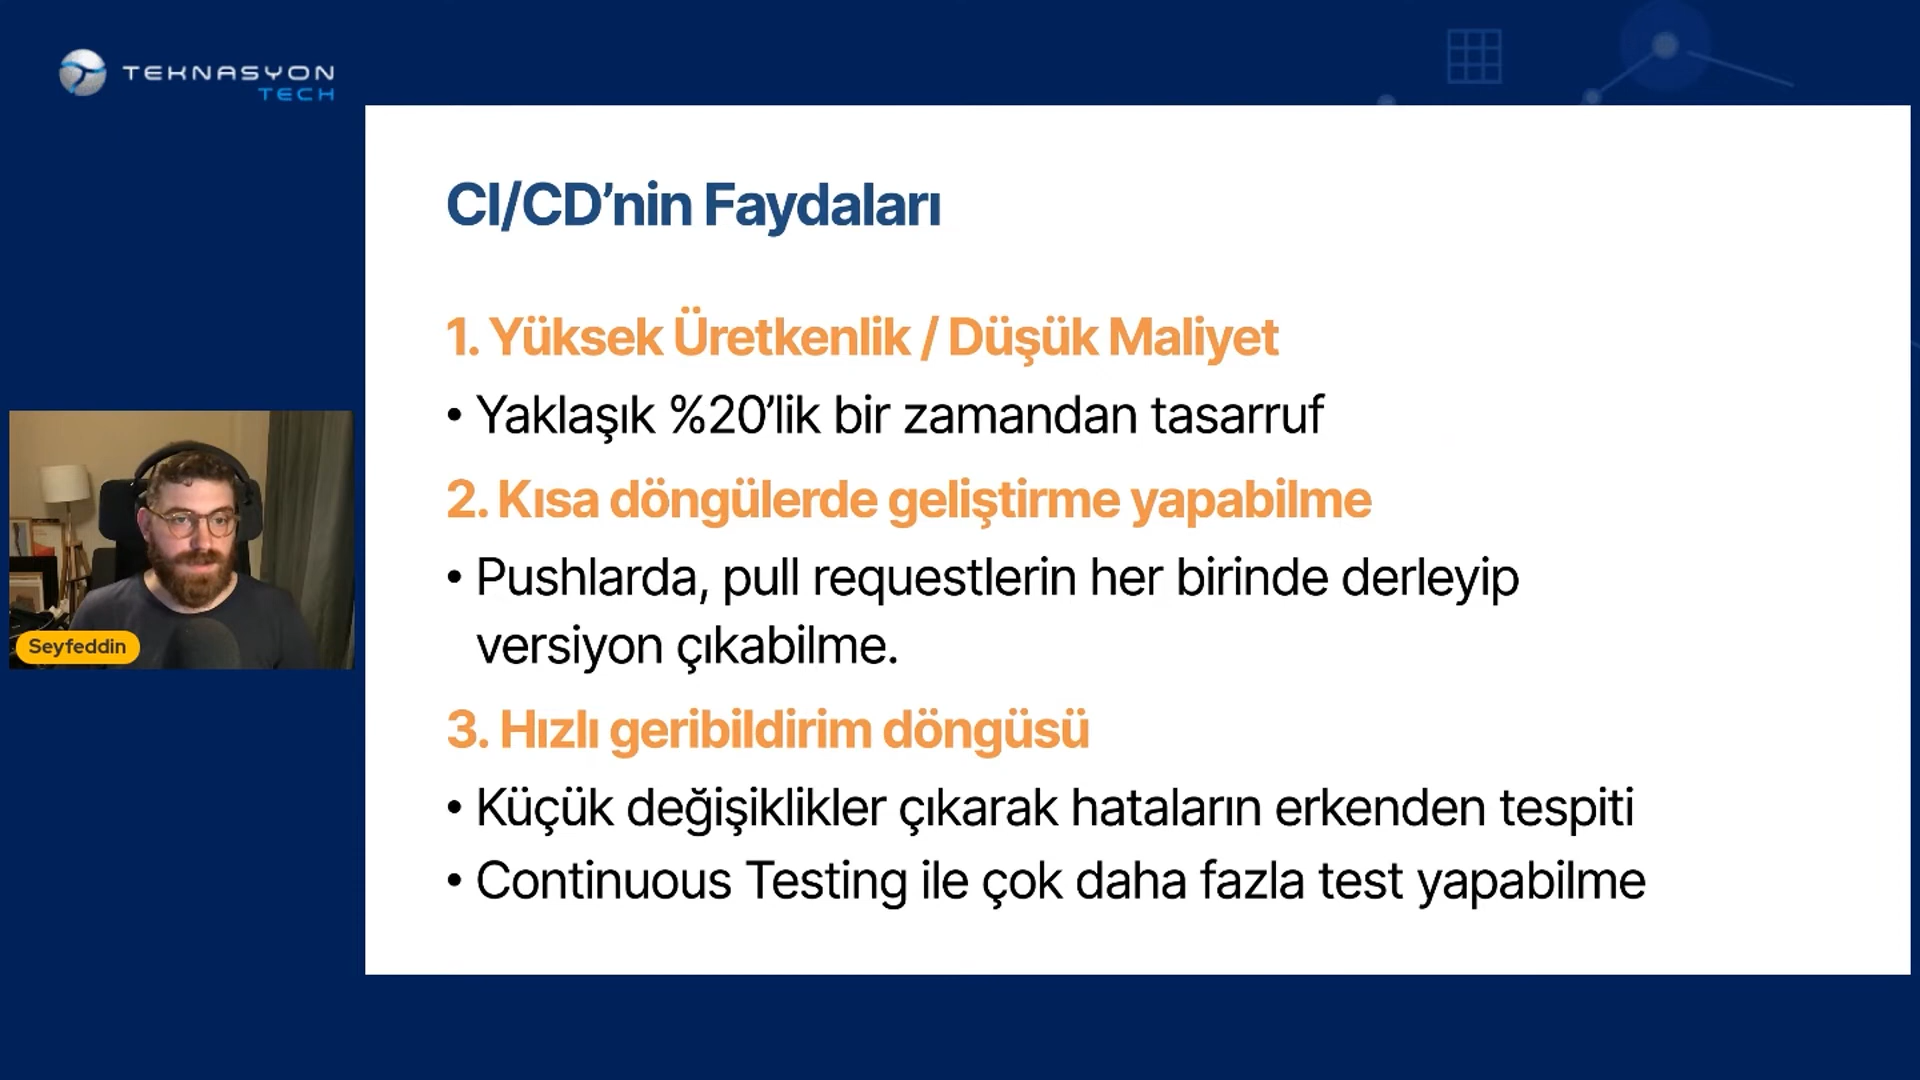 TEKNASYON
TECH
CI/CD’nin Faydaları
1. Yüksek Üretkenlik / Düşük Maliyet
• Yaklaşık %20’lik bir zamandan tasarruf
2. Kısa döngülerde geliştirme yapabilme
• Pushlarda, pull requestlerin her birinde derleyip
versiyon çıkabilme.
3. Hızlı geribildirim döngüsü
• Küçük değişiklikler çıkarak hataların erkenden tespiti
• Continuous Testing ile çok daha fazla test yapabilme
Seyfeddin